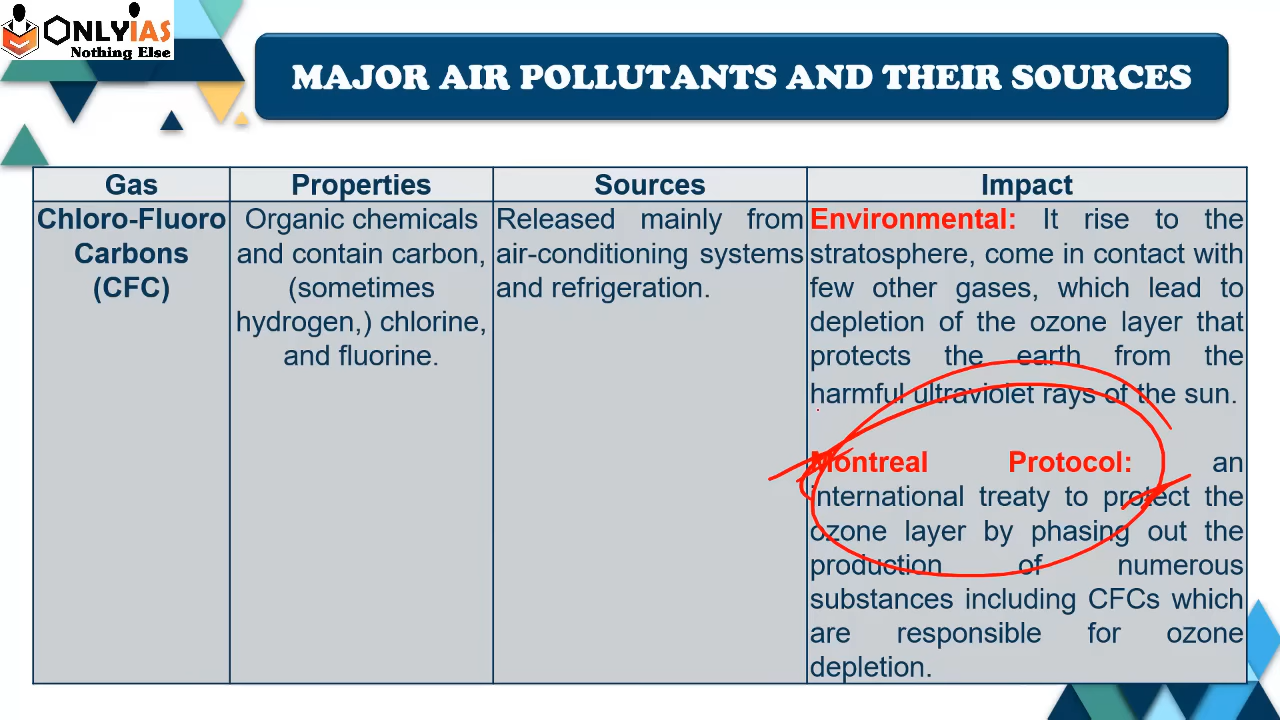 ONLYIAS
Nothing Else
MAJOR AIR POLLUTANTS AND THEIR SOURCES
Gas
Properties
Sources
Impact
Chloro-Fluoro
Carbons
(CFC)
Organic chemicals
and contain carbon,
(sometimes
hydrogen,) chlorine,
and fluorine.
Released mainly from
air-conditioning systems
and refrigeration.
Environmental: It rise to the
stratosphere, come in contact with
few other gases, which lead to
depletion of the ozone layer that
protects the earth from the
harmful ultraviolet rays of the sun.
Montreal Protocol: an
international treaty to protect the
ozone layer by phasing out the
production of numerous
substances including CFCs which
are responsible for ozone
depletion.